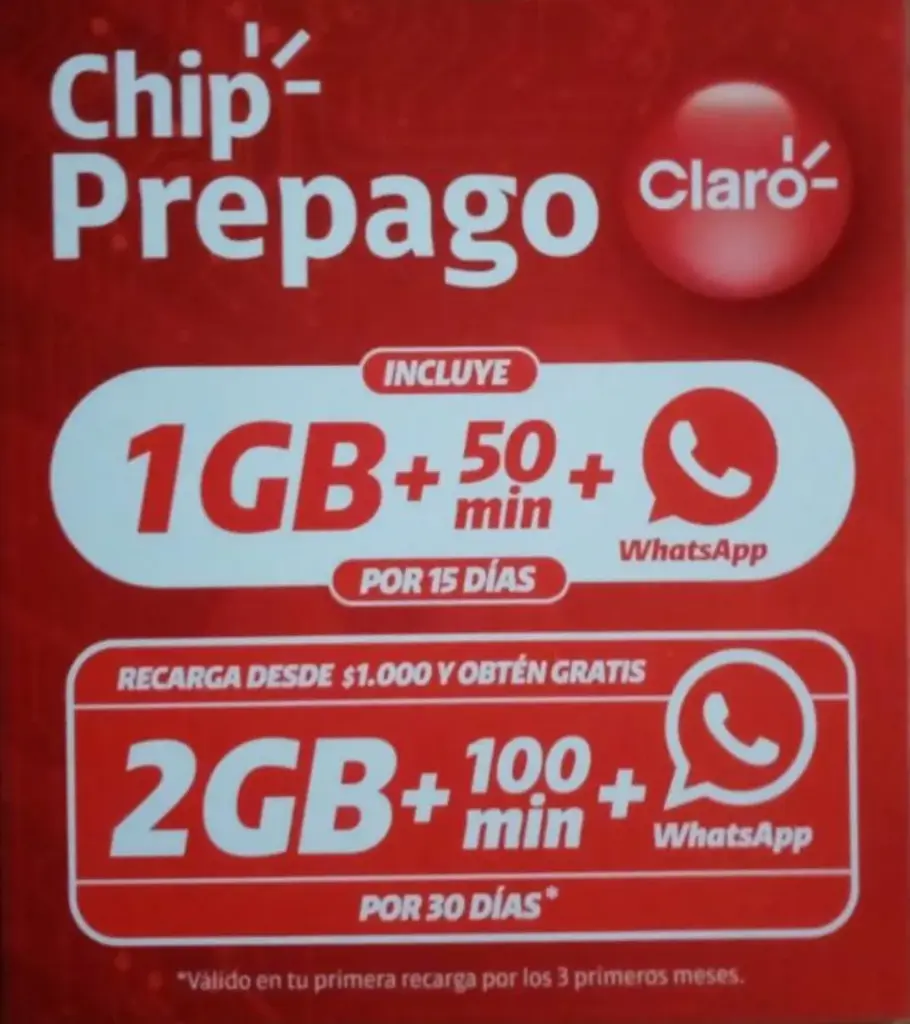 Chip
Prepago
Claro
INCLUYE
1GB + 50 min + WhatsApp
POR 15 DÍAS
RECARGA DESDE $1.000 Y OBTÉN GRATIS
2GB + 100 min + WhatsApp
POR 30 DÍAS*
*Válido en tu primera recarga por los 3 primeros meses.